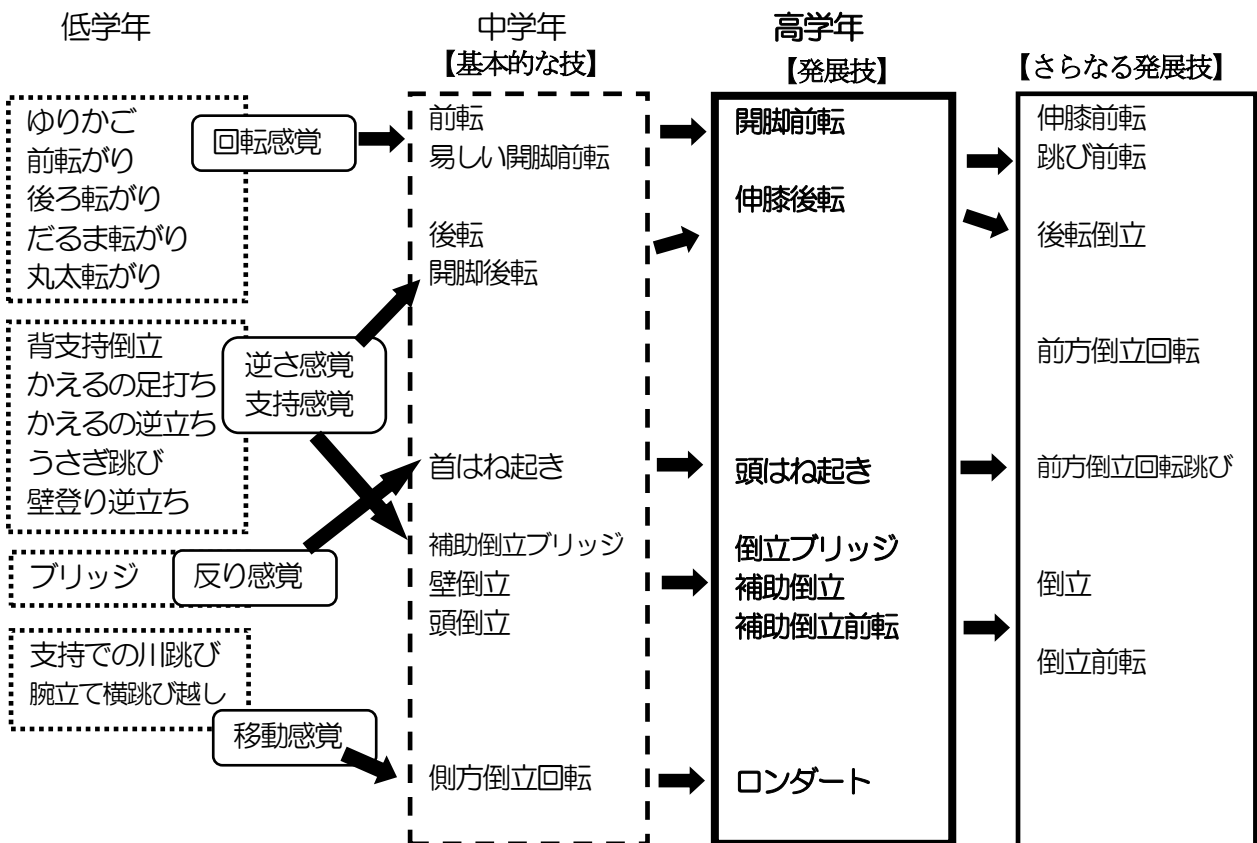 低学年
中学年
【基本的な技】
高学年
【発展技】
【さらなる発展技】
ゆりかご
前転がり
後ろ転がり
だるま転がり
丸太転がり
回転感覚
背支持倒立
かえるの足打ち
かえるの逆立ち
うさぎ跳び
壁登り逆立ち
逆さ感覚
支持感覚
ブリッジ
反り感覚
支持での川跳び
腕立て横跳び越し
移動感覚
前転
易しい開脚前転
後転
開脚後転
首はね起き
補助倒立ブリッジ
壁倒立
頭倒立
側方倒立回転
開脚前転
伸膝後転
頭はね起き
倒立ブリッジ
補助倒立
補助倒立前転
ロンダート
伸膝前転
跳び前転
後転倒立
前方倒立回転
前方倒立回転跳び
倒立
倒立前転